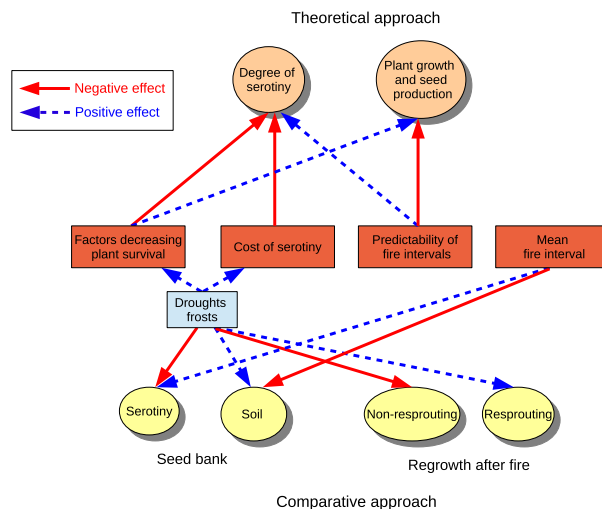 Theoretical approach
Negative effect
Positive effect
Degree of
serotiny
Plant growth
and seed
production
Factors decreasing
plant survival
Cost of serotiny
Predictability of
fire intervals
Mean
fire interval
Droughts
frosts
Serotiny
Soil
Non-resprouting
Resprouting
Seed bank
Regrowth after fire
Comparative approach